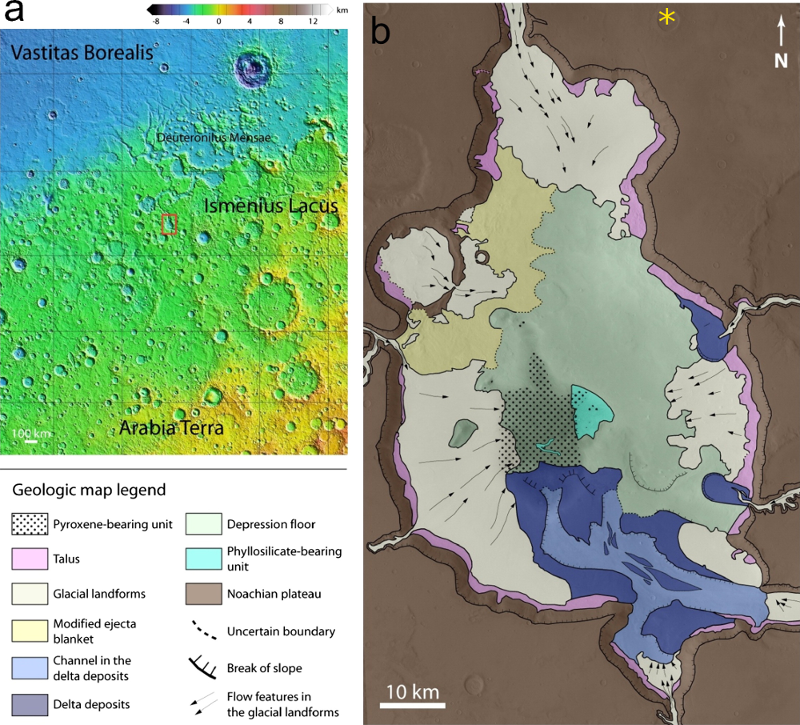 a
km
-8 -4 0 4 8 12
Vastitas Borealis
Deuteronilus Mensae
Ismenius Lacus
Arabia Terra
100 km
Geologic map legend
Pyroxene-bearing unit
Talus
Glacial landforms
Modified ejecta
blanket
Channel in the
delta deposits
Delta deposits
Depression floor
Phyllosilicate-bearing
unit
Noachian plateau
Uncertain boundary
Break of slope
Flow features in
the glacial landforms
b
N
10 km